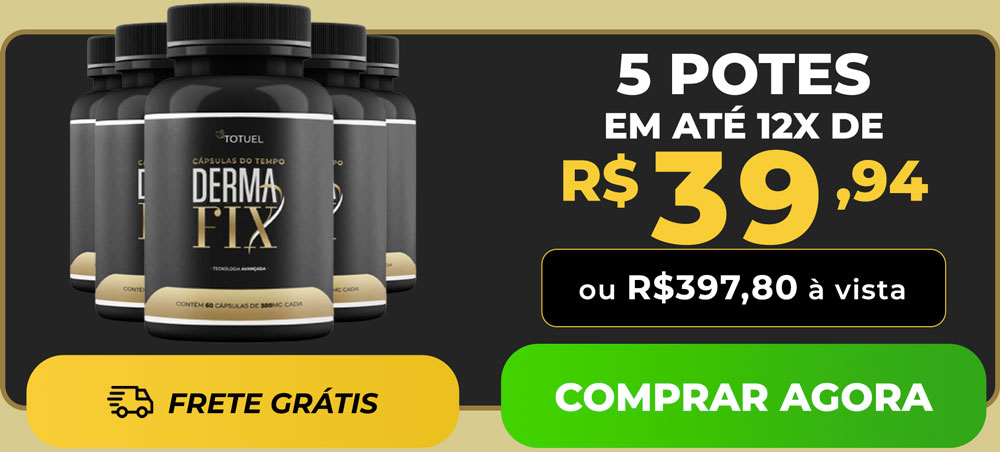 TOTUEL
CÁPSULAS DO TEMPO
DERMA
FIX
· TECNOLOGIA AVANÇADA ·
CONTÉM 60 CÁPSULAS DE 380MG CADA
5 POTES
EM ATÉ 12X DE
R$ 39,94
ou R$397,80 à vista
FRETE GRÁTIS
COMPRAR AGORA